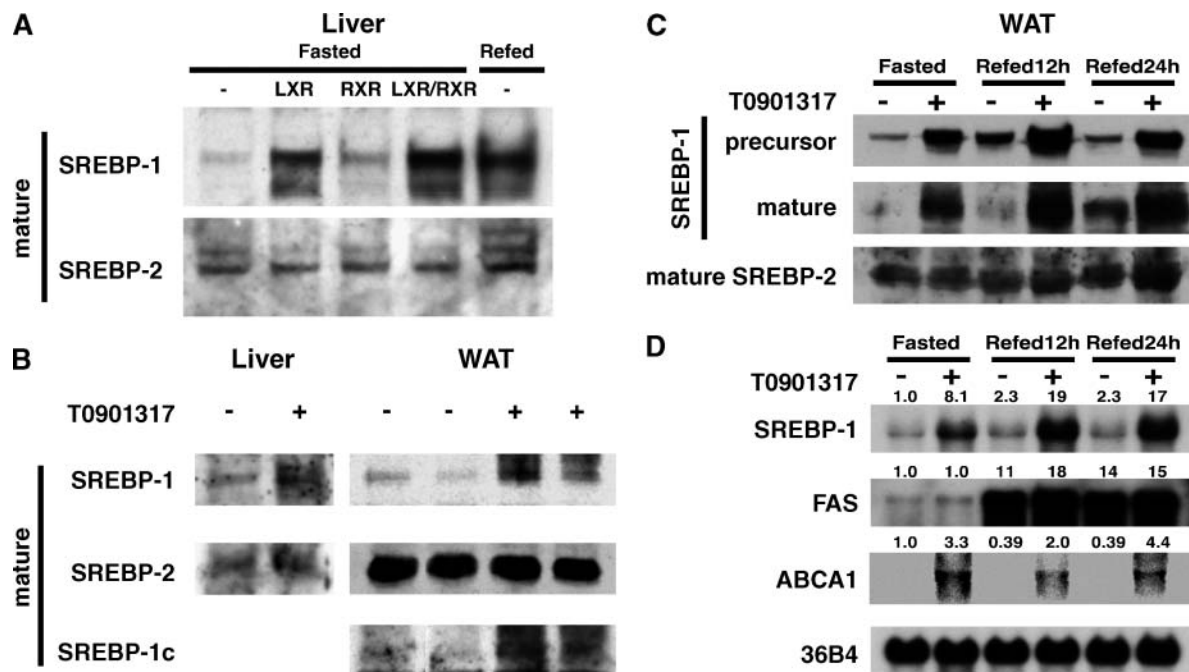 A
Liver
Fasted
Refed
- LXR RXR LXR/RXR -
mature
SREBP-1
SREBP-2
B
Liver WAT
T0901317 - + - - + +
mature
SREBP-1
SREBP-2
SREBP-1c
C
WAT
Fasted Refed12h Refed24h
T0901317 - + - + - +
SREBP-1
precursor
mature
mature SREBP-2
D
Fasted Refed12h Refed24h
T0901317 - + - + - +
1.0 8.1 2.3 19 2.3 17
SREBP-1
1.0 1.0 11 18 14 15
FAS
1.0 3.3 0.39 2.0 0.39 4.4
ABCA1
36B4